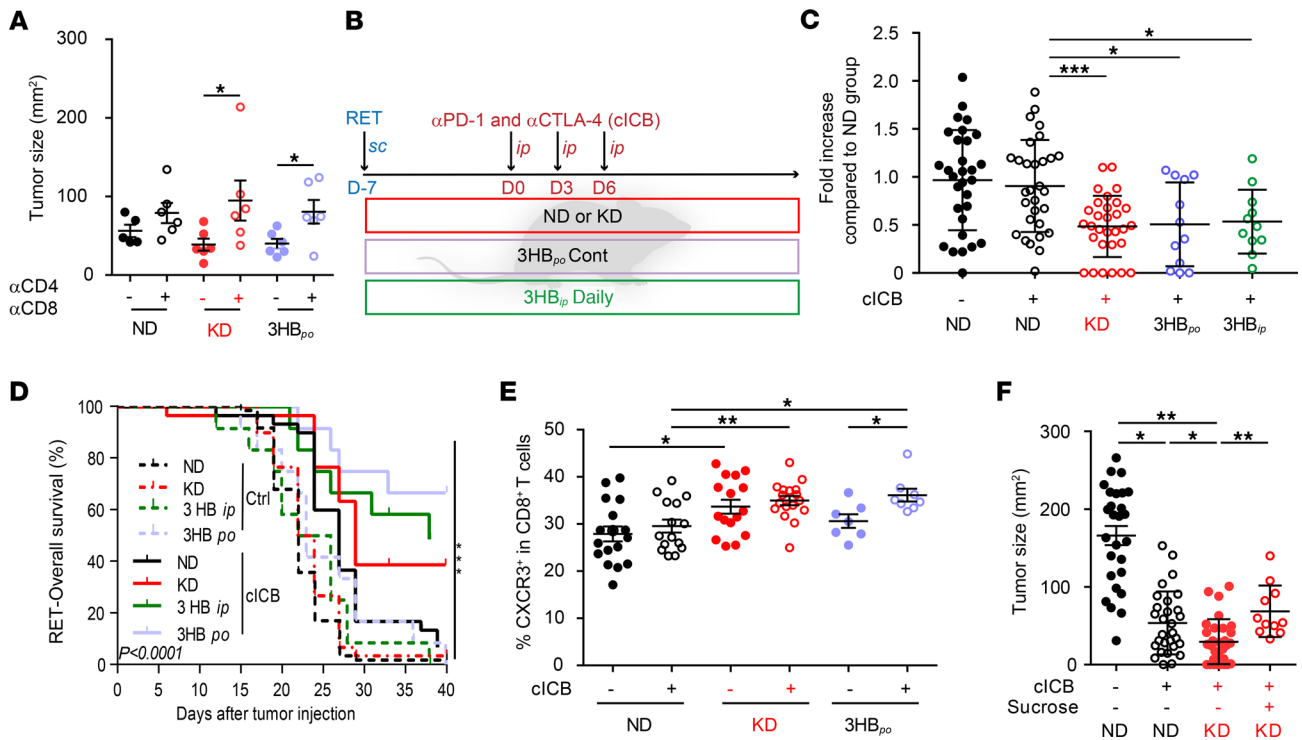 A
Tumor size (mm²)
300
200
100
0
αCD4
αCD8
- + - + - +
ND KD 3HBpo
B
RET
αPD-1 and αCTLA-4 (cICB)
sc ip ip ip
D-7 D0 D3 D6
ND or KD
3HBpo Cont
3HBip Daily
C
Fold increase
compared to ND group
2.5
2.0
1.5
1.0
0.5
0
* * ***
cICB - + + + +
ND ND KD 3HBpo 3HBip
D
RET-Overall survival (%)
100
80
60
40
20
0
ND
KD
3 HB ip
3HB po
Ctrl
ND
KD
3 HB ip
3HB po
cICB
***
P<0.0001
0 5 10 15 20 25 30 35 40
Days after tumor injection
E
% CXCR3⁺ in CD8⁺ T cells
50
40
30
20
10
0
* ** * *
cICB - + - + - +
ND KD 3HBpo
F
Tumor size (mm²)
300
200
100
0
**
* * **
cICB - + + +
Sucrose - - - +
ND ND KD KD